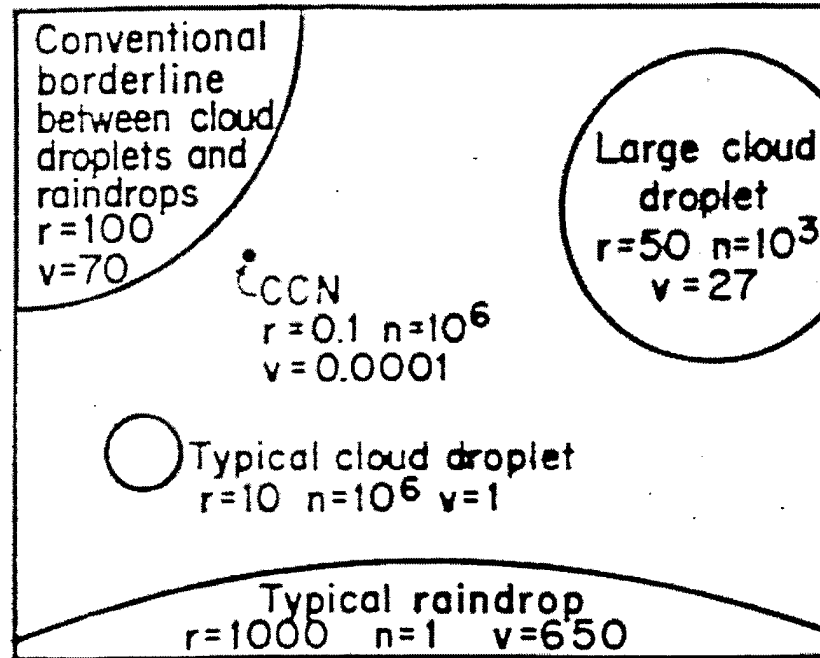 Conventional
borderline
between cloud
droplets and
raindrops
r=100
v=70
Large cloud
droplet
r=50 n=10³
v=27
CCN
r=0.1 n=10⁶
v=0.0001
Typical cloud droplet
r=10 n=10⁶ v=1
Typical raindrop
r=1000 n=1 v=650